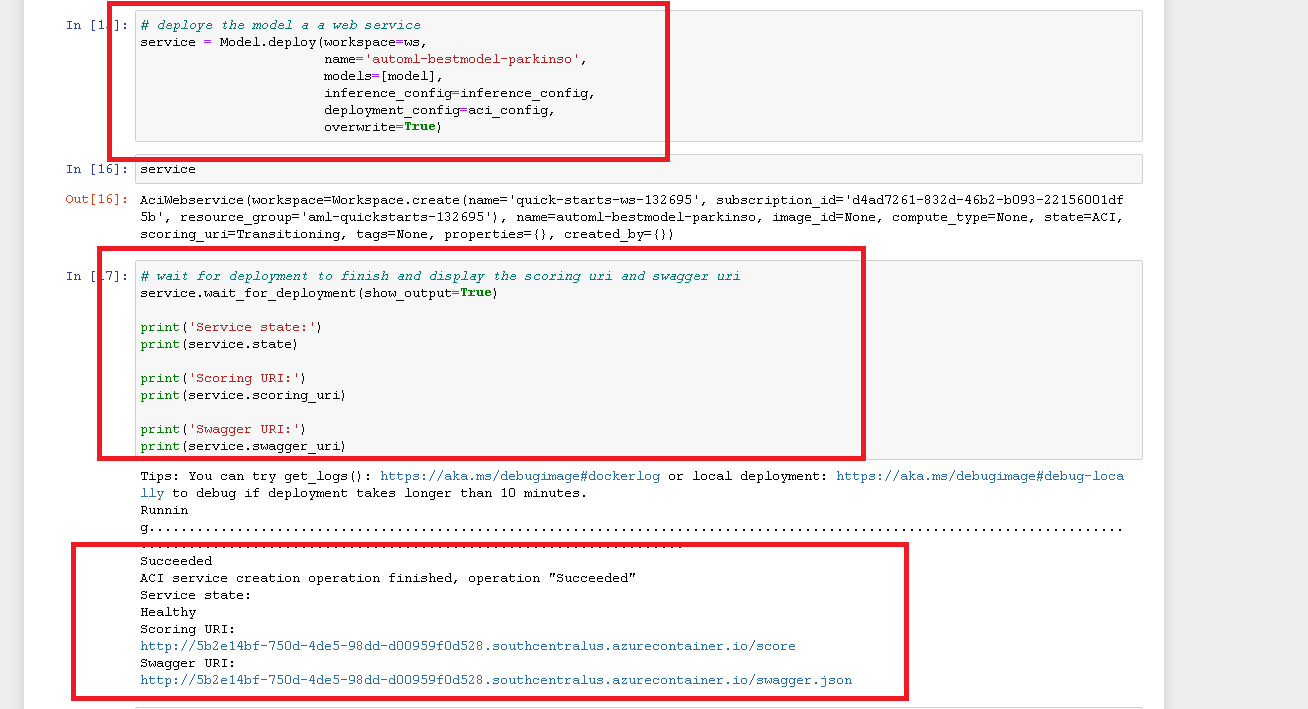 In [1 ]: # deploye the model a a web service
service = Model.deploy(workspace=ws,
name='automl-bestmodel-parkinso',
models=[model],
inference_config=inference_config,
deployment_config=aci_config,
overwrite=True)
In [16]: service
Out[16]: AciWebservice(workspace=Workspace.create(name='quick-starts-ws-132695', subscription_id='d4ad7261-832d-46b2-b093-22156001df
5b', resource_group='aml-quickstarts-132695'), name=automl-bestmodel-parkinso, image_id=None, compute_type=None, state=ACI,
scoring_uri=Transitioning, tags=None, properties={}, created_by={})
In [17]: # wait for deployment to finish and display the scoring uri and swagger uri
service.wait_for_deployment(show_output=True)
print('Service state:')
print(service.state)
print('Scoring URI:')
print(service.scoring_uri)
print('Swagger URI:')
print(service.swagger_uri)
Tips: You can try get_logs(): https://aka.ms/debugimage#dockerlog or local deployment: https://aka.ms/debugimage#debug-loca
lly to debug if deployment takes longer than 10 minutes.
Runnin
g..........................................................................................................................
....................................................................
Succeeded
ACI service creation operation finished, operation "Succeeded"
Service state:
Healthy
Scoring URI:
http://5b2e14bf-750d-4de5-98dd-d00959f0d528.southcentralus.azurecontainer.io/score
Swagger URI:
http://5b2e14bf-750d-4de5-98dd-d00959f0d528.southcentralus.azurecontainer.io/swagger.json